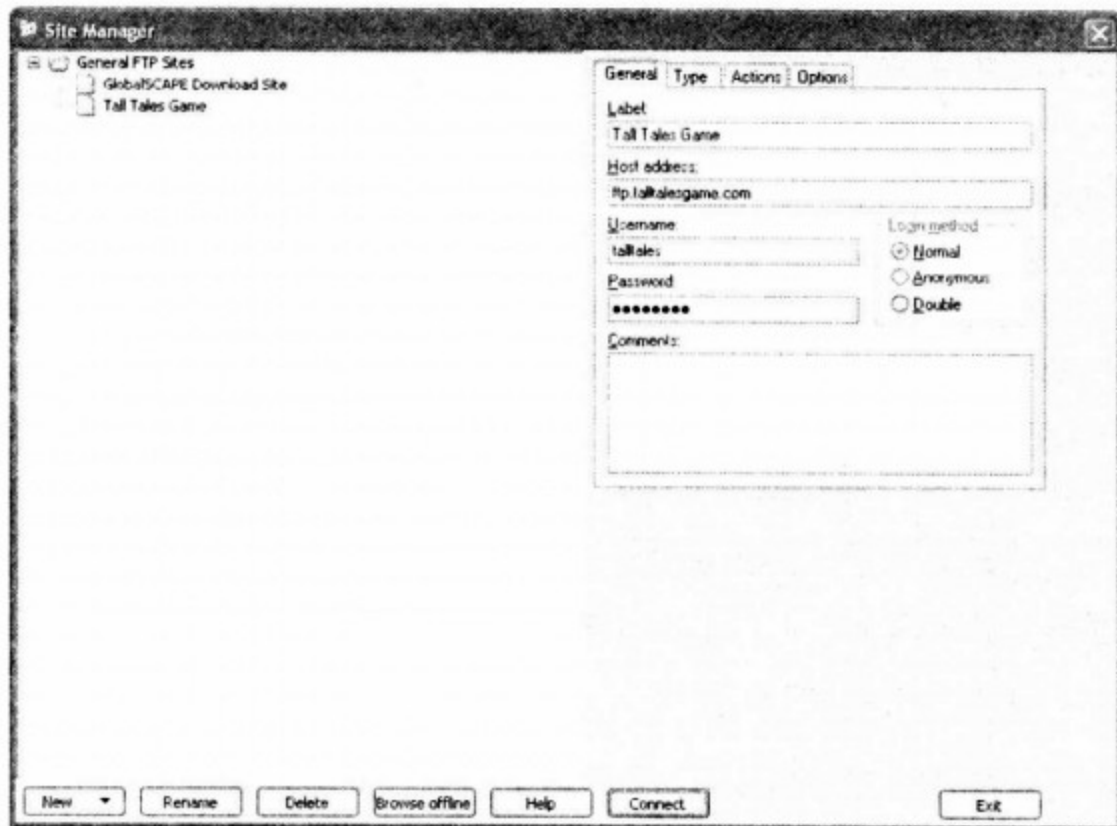 Site Manager
General FTP Sites
GlobalSCAPE Download Site
Tall Tales Game
General Type Actions Options
Label:
Tall Tales Game
Host address:
ftp.talltalesgame.com
Username:
talltales
Login method
Normal
Anonymous
Double
Password:
●●●●●●●●
Comments:
New Rename Delete Browse offline Help Connect Exit